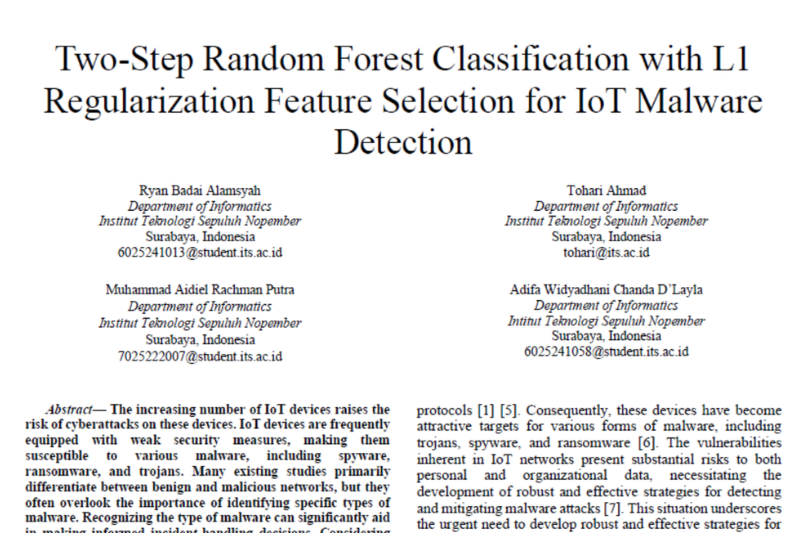 Two-Step Random Forest Classification with L1
Regularization Feature Selection for IoT Malware
Detection
Ryan Badai Alamsyah
Department of Informatics
Institut Teknologi Sepuluh Nopember
Surabaya, Indonesia
6025241013@student.its.ac.id
Tohari Ahmad
Department of Informatics
Institut Teknologi Sepuluh Nopember
Surabaya, Indonesia
tohari@its.ac.id
Muhammad Aidiel Rachman Putra
Department of Informatics
Institut Teknologi Sepuluh Nopember
Surabaya, Indonesia
7025222007@student.its.ac.id
Adifa Widyadhani Chanda D'Layla
Department of Informatics
Intitut Teknologi Sepuluh Nopember
Surabaya, Indonesia
6025241058@student.its.ac.id
Abstract— The increasing number of IoT devices raises the
risk of cyberattacks on these devices. IoT devices are frequently
equipped with weak security measures, making them
susceptible to various malware, including spyware,
ransomware, and trojans. Many existing studies primarily
differentiate between benign and malicious networks, but they
often overlook the importance of identifying specific types of
malware. Recognizing the type of malware can significantly aid
in making informed incident-handling decisions. Considering
protocols [1] [5]. Consequently, these devices have become
attractive targets for various forms of malware, including
trojans, spyware, and ransomware [6]. The vulnerabilities
inherent in IoT networks present substantial risks to both
personal and organizational data, necessitating the
development of robust and effective strategies for detecting
and mitigating malware attacks [7]. This situation underscores
the urgent need to develop robust and effective strategies for